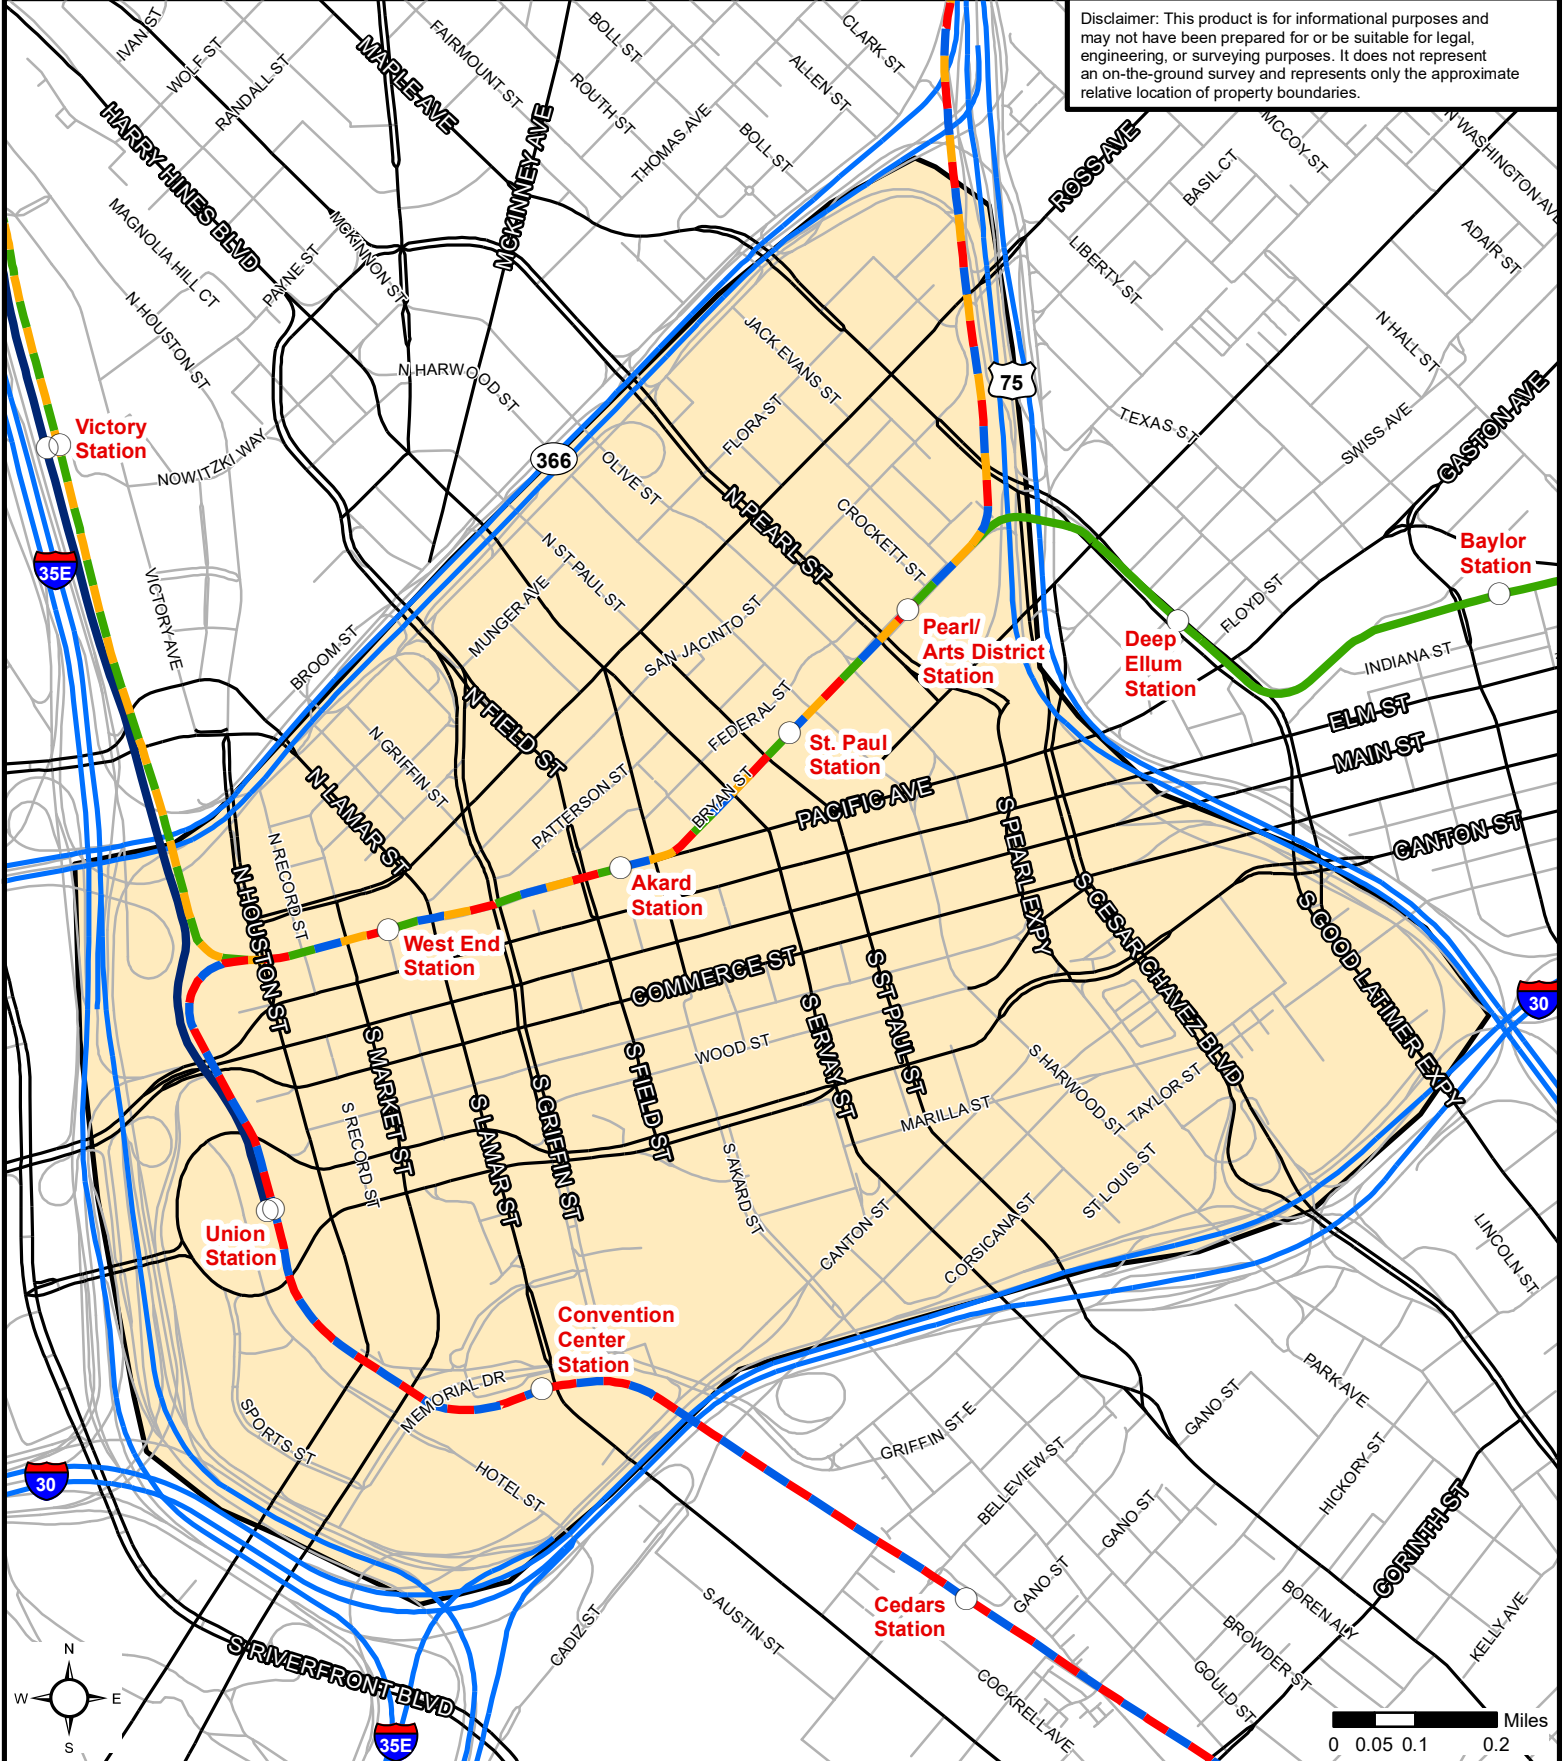 Disclaimer: This product is for informational purposes and
may not have been prepared for or be suitable for legal,
engineering, or surveying purposes. It does not represent
an on-the-ground survey and represents only the approximate
relative location of property boundaries.
IVAN ST
WOLF ST
RANDALL ST
MAPLE AVE
FAIRMOUNT ST
BOLL ST
ROUTH ST
THOMAS AVE
CLARK ST
ALLEN ST
BOLL ST
HARRY HINES BLVD
MCKINNEY AVE
ROSS AVE
MCCOY ST
BASIL CT
N WASHINGTON AVE
ADAIR ST
MAGNOLIA HILL CT
PAYNE ST
MCKINNON ST
LIBERTY ST
N HOUSTON ST
N HARWOOD ST
JACK EVANS ST
75
N HALL ST
Victory
Station
NOWITZKI WAY
366
FLORA ST
OLIVE ST
TEXAS ST
SWISS AVE
GASTON AVE
N PEARL ST
CROCKETT ST
35E
VICTORY AVE
N ST PAUL ST
MUNGER AVE
BROOM ST
SAN JACINTO ST
Baylor
Station
FLOYD ST
Pearl/
Arts District
Station
Deep
Ellum
Station
INDIANA ST
N FIELD ST
FEDERAL ST
St. Paul
Station
ELM ST
MAIN ST
N GRIFFIN ST
N LAMAR ST
PATTERSON ST
BRYAN ST
PACIFIC AVE
CANTON ST
N HOUSTON ST
N RECORD ST
Akard
Station
West End
Station
S PEARL EXPY
S CESAR CHAVEZ BLVD
S GOOD LATIMER EXPY
30
COMMERCE ST
S MARKET ST
S RECORD ST
S LAMAR ST
S GRIFFIN ST
S FIELD ST
WOOD ST
S ERVAY ST
S ST PAUL ST
MARILLA ST
S HARWOOD ST
TAYLOR ST
S AKARD ST
ST LOUIS ST
CANTON ST
CORSICANA ST
LINCOLN ST
Union
Station
Convention
Center
Station
MEMORIAL DR
SPORTS ST
HOTEL ST
30
PARK AVE
GANO ST
GRIFFIN ST E
BELLEVIEW ST
HICKORY ST
GANO ST
CORINTH ST
GANO ST
Cedars
Station
S AUSTIN ST
CADIZ ST
BOREN ALY
BROWDER ST
KELLY AVE
GOULD ST
COCKRELL AVE
S RIVERFRONT BLVD
35E
N
W
E
S
Miles
0 0.05 0.1 0.2